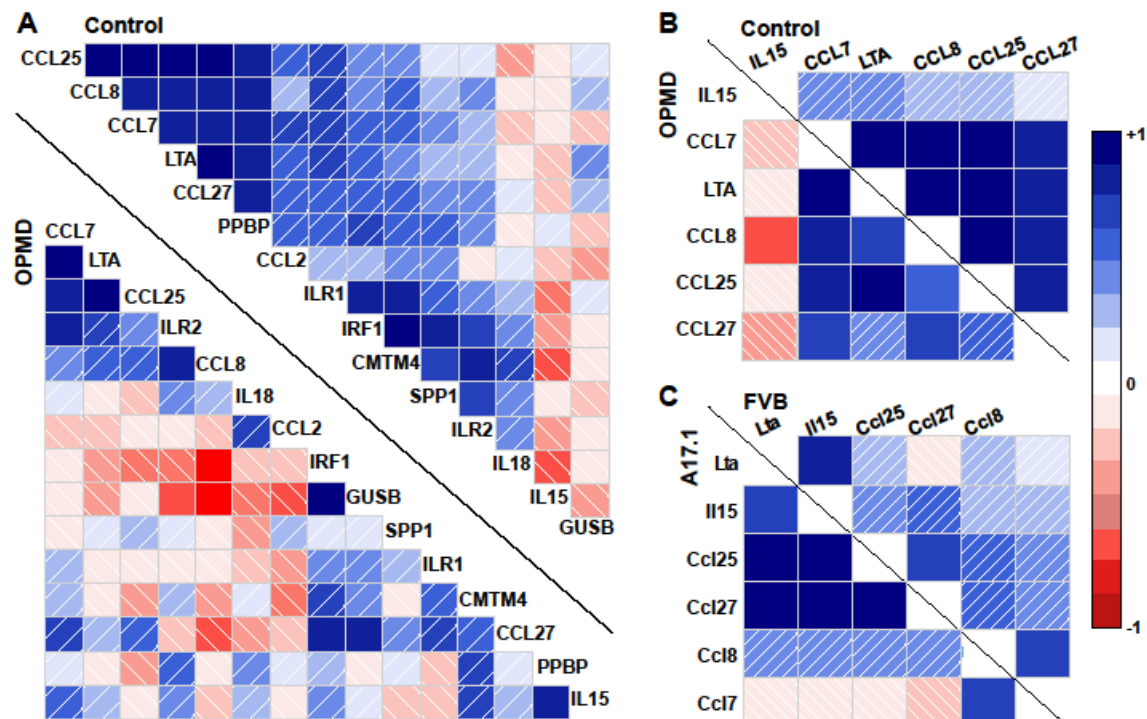 A
Control
CCL25
CCL8
CCL7
LTA
CCL27
PPBP
CCL2
ILR1
IRF1
CMTM4
SPP1
ILR2
IL18
IL15
GUSB
OPMD
CCL7
LTA
CCL25
ILR2
CCL8
IL18
CCL2
IRF1
GUSB
SPP1
ILR1
CMTM4
CCL27
PPBP
IL15
B
Control
IL15 CCL7 LTA CCL8 CCL25 CCL27
OPMD
IL15
CCL7
LTA
CCL8
CCL25
CCL27
C
FVB
Lta Il15 Ccl25 Ccl27 Ccl8
A17.1
Lta
Il15
Ccl25
Ccl27
Ccl8
Ccl7
+1
0
-1